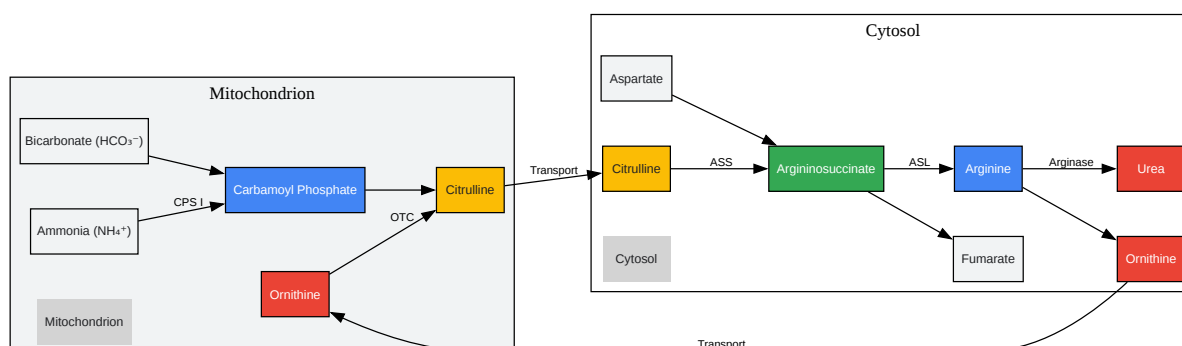 Cytosol
Aspartate
Mitochondrion
Bicarbonate (HCO₃⁻)
Carbamoyl Phosphate
Citrulline
Transport
Citrulline
ASS
Argininosuccinate
ASL
Arginine
Arginase
Urea
CPS I
Ammonia (NH₄⁺)
OTC
Cytosol
Fumarate
Ornithine
Ornithine
Mitochondrion
Transport